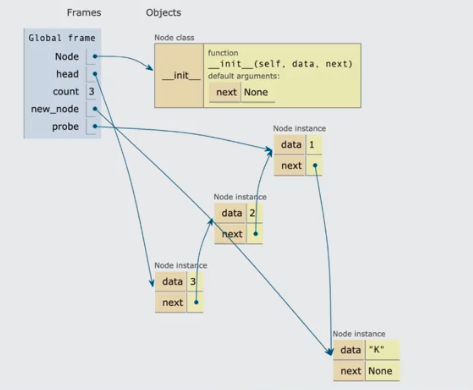 Frames Objects
Global frame
Node
head
count 3
new_node
probe
Node class
__init__
function
__init__(self, data, next)
default arguments:
next None
Node instance
data 1
next
Node instance
data 2
next
Node instance
data 3
next
Node instance
data "K"
next None